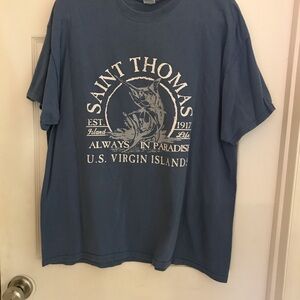 SAINT THOMAS
EST. 1917
Island Life
ALWAYS IN PARADISE
U.S. VIRGIN ISLANDS